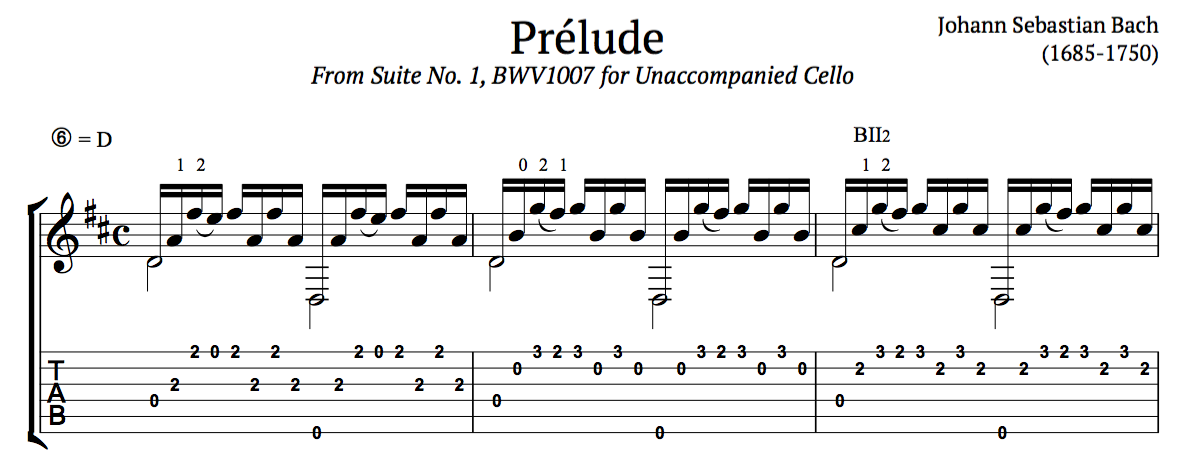 Prélude
Johann Sebastian Bach
(1685-1750)
From Suite No. 1, BWV1007 for Unaccompanied Cello
⑥ = D
BII2
1 2 0 2 1 1 2
2 0 2 2 2 0 2 2 3 2 3 3 3 2 3 3 3 2 3 3 3 2 3 3
T 0 0 0 0 0 0 2 2 2 2 2 2
2 2 2 2 2 2
A 0 0 0
B
0 0 0